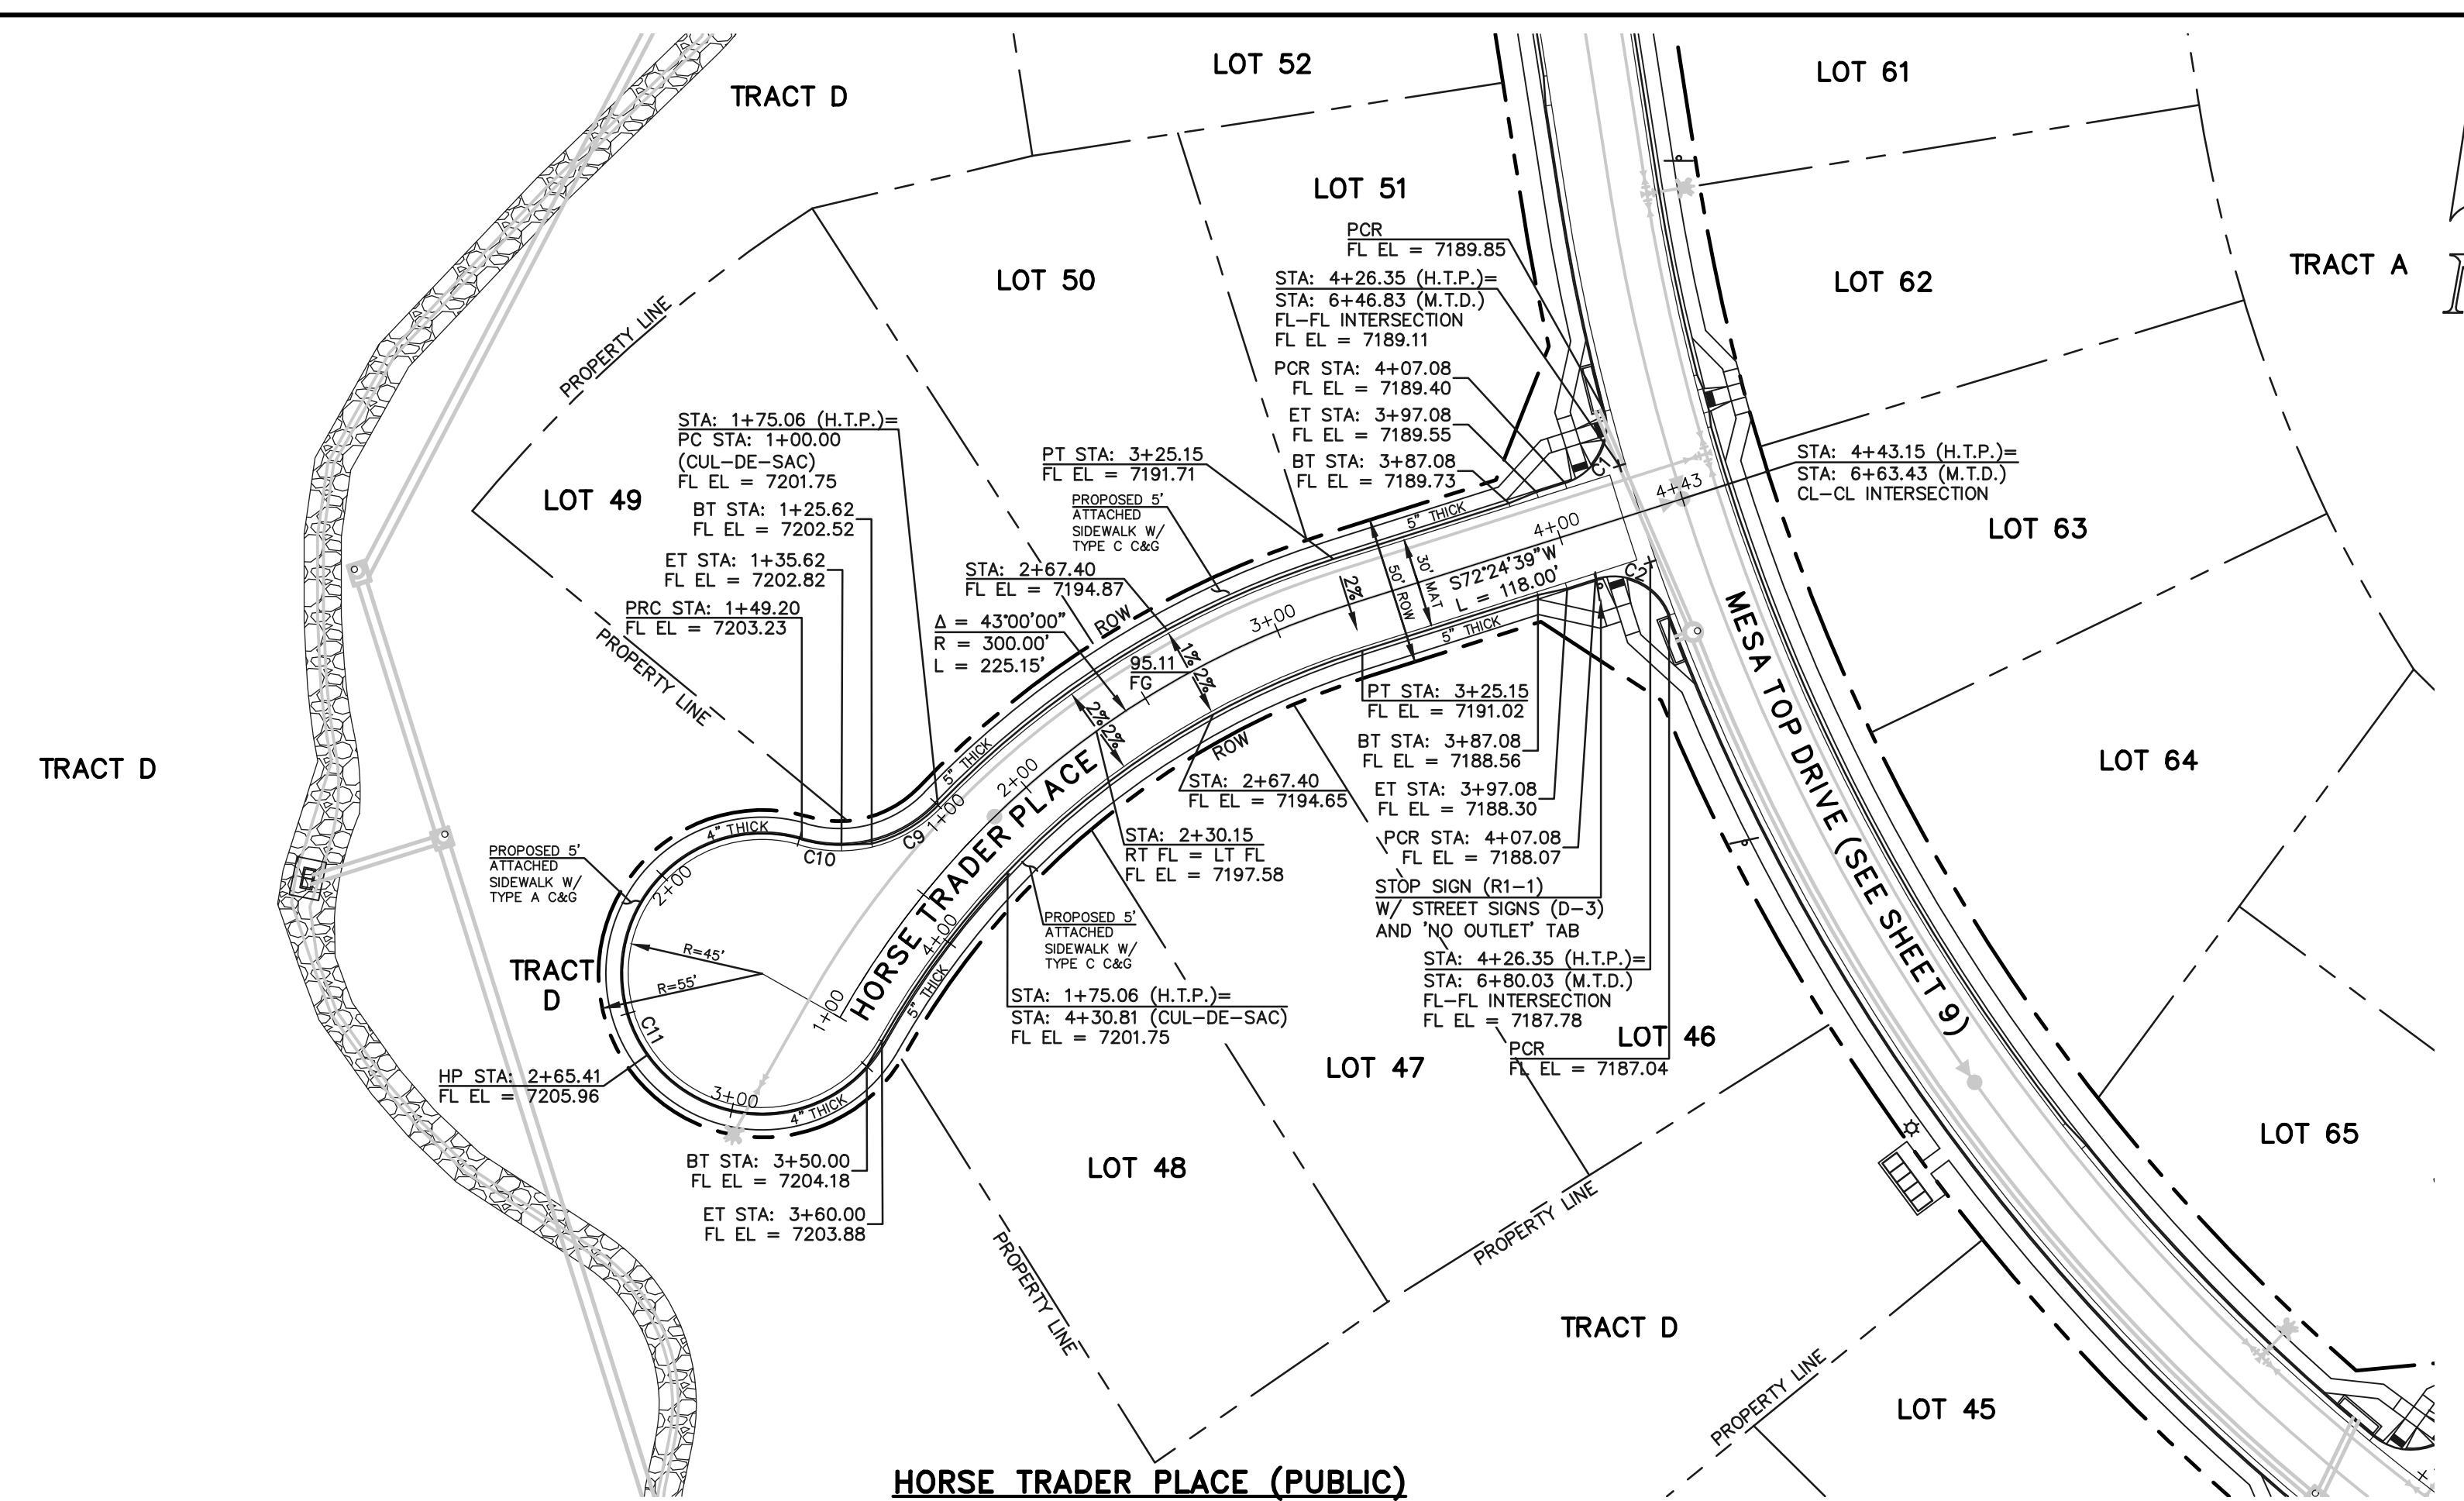 TRACT D
LOT 52
LOT 61
LOT 51
LOT 50
LOT 62
TRACT A
PCR
FL EL = 7189.85
STA: 4+26.35 (H.T.P.)=
STA: 6+46.83 (M.T.D.)
FL-FL INTERSECTION
FL EL = 7189.11
PCR STA: 4+07.08
FL EL = 7189.40
ET STA: 3+97.08
FL EL = 7189.55
BT STA: 3+87.08
FL EL = 7189.73
PROPERTY LINE
STA: 1+75.06 (H.T.P.)=
PC STA: 1+00.00
(CUL-DE-SAC)
FL EL = 7201.75
BT STA: 1+25.62
FL EL = 7202.52
ET STA: 1+35.62
FL EL = 7202.82
PRC STA: 1+49.20
FL EL = 7203.23
LOT 49
PROPERTY LINE
PT STA: 3+25.15
FL EL = 7191.71
PROPOSED 5'
ATTACHED
SIDEWALK W/
TYPE C C&G
STA: 2+67.40
FL EL = 7194.87
Δ = 43°00'00"
R = 300.00'
L = 225.15'
ROW
95.11
FG
1%
2%
2%
2%
3+00
2%
50' ROW
30' MAT
5" THICK
S72°24'39"W
L = 118.00'
5" THICK
4+00
4+43
C1
C2
STA: 4+43.15 (H.T.P.)=
STA: 6+63.43 (M.T.D.)
CL-CL INTERSECTION
LOT 63
LOT 64
LOT 65
MESA TOP DRIVE (SEE SHEET 9)
PT STA: 3+25.15
FL EL = 7191.02
BT STA: 3+87.08
FL EL = 7188.56
ET STA: 3+97.08
FL EL = 7188.30
PCR STA: 4+07.08
FL EL = 7188.07
STOP SIGN (R1-1)
W/ STREET SIGNS (D-3)
AND 'NO OUTLET' TAB
STA: 4+26.35 (H.T.P.)=
STA: 6+80.03 (M.T.D.)
FL-FL INTERSECTION
FL EL = 7187.78
PCR
FL EL = 7187.04
LOT 46
LOT 47
ROW
STA: 2+67.40
FL EL = 7194.65
STA: 2+30.15
RT FL = LT FL
FL EL = 7197.58
PROPOSED 5'
ATTACHED
SIDEWALK W/
TYPE C C&G
STA: 1+75.06 (H.T.P.)=
STA: 4+30.81 (CUL-DE-SAC)
FL EL = 7201.75
HORSE TRADER PLACE
2+00
1+00
5" THICK
C9
C10
4" THICK
2+00
4+00
5" THICK
1+00
PROPOSED 5'
ATTACHED
SIDEWALK W/
TYPE A C&G
R=45'
R=55'
C11
TRACT
D
TRACT D
E
HP STA: 2+65.41
FL EL = 7205.96
3+00
4" THICK
BT STA: 3+50.00
FL EL = 7204.18
ET STA: 3+60.00
FL EL = 7203.88
LOT 48
PROPERTY LINE
PROPERTY LINE
TRACT D
PROPERTY LINE
LOT 45
HORSE TRADER PLACE (PUBLIC)